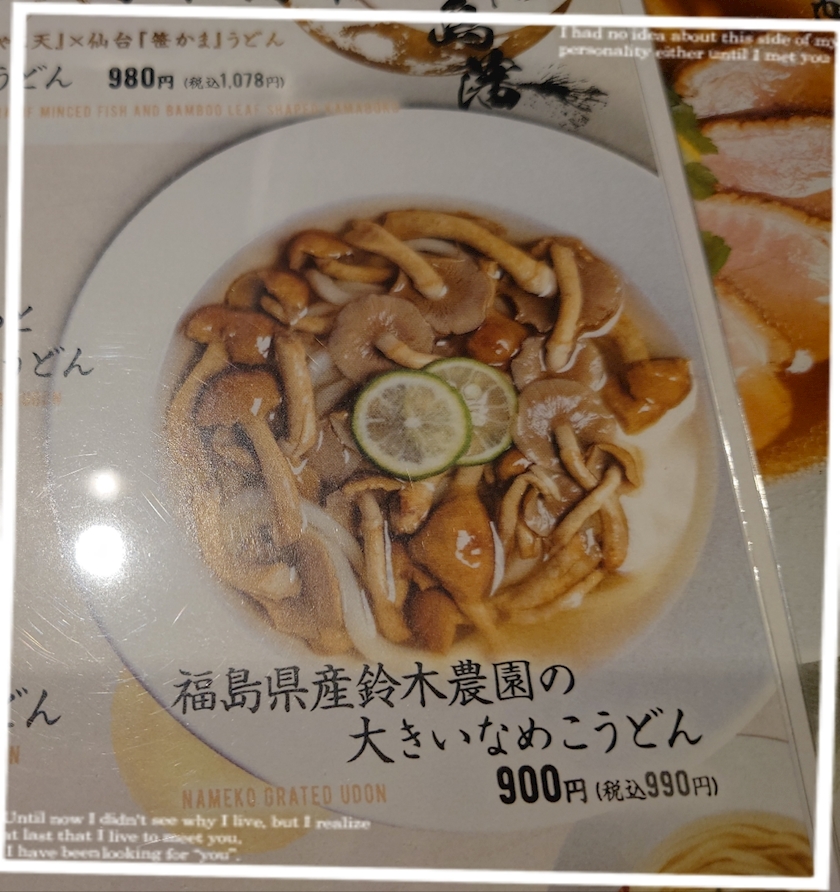 天』×仙台『笹かま』うどん
I had no idea about this side of my
personality either until I met you
うどん 980円(税込1,078円)
OF MINCED FISH AND BAMBOO LEAF SHAPED KAMABOKO
うどん
福島県産鈴木農園の
大きいなめこうどん
900円(税込990円)
NAMEKO GRATED UDON
Until now I didn't see why I live, but I realize
at last that I live to meet you,
I have been looking for "you".